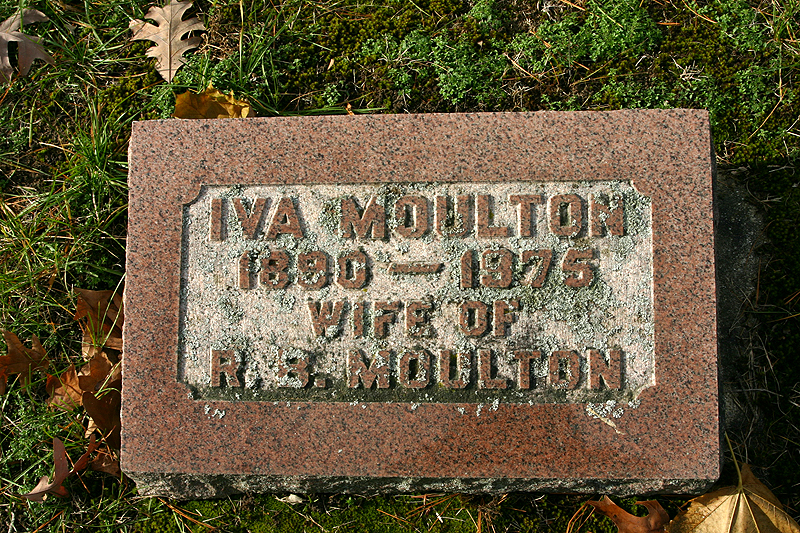 IVA MOULTON
1890 — 1975
WIFE OF
R. B. MOULTON